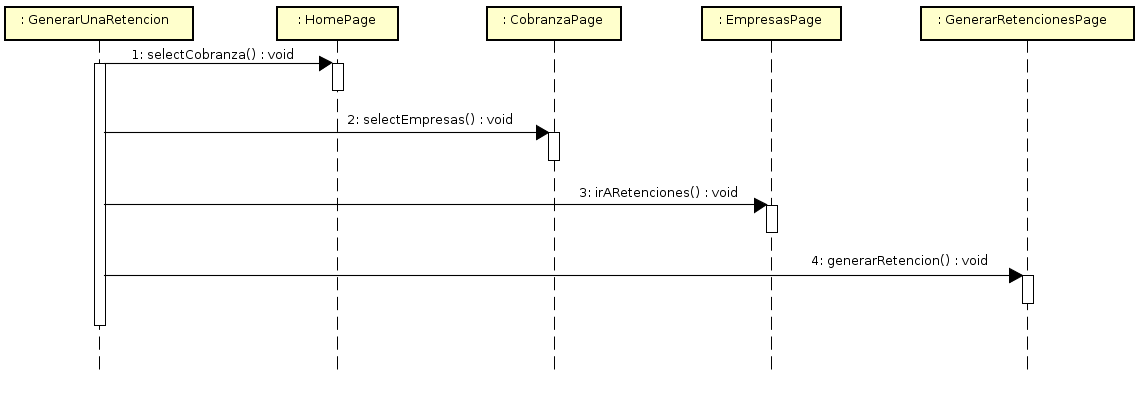 : GenerarUnaRetencion
: HomePage
: CobranzaPage
: EmpresasPage
: GenerarRetencionesPage
1: selectCobranza() : void
2: selectEmpresas() : void
3: irARetenciones() : void
4: generarRetencion() : void